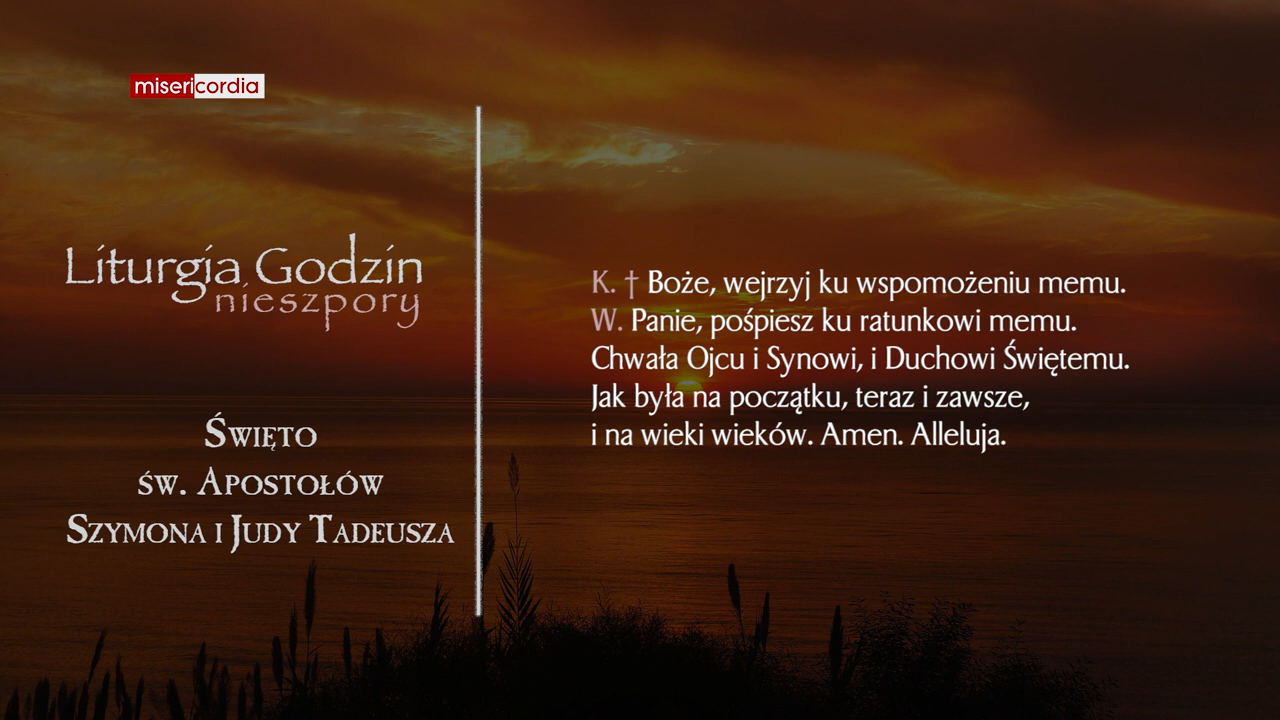 misericordia
Liturgia Godzin
nieszpory
Święto
św. Apostołów
Szymona i Judy Tadeusza
K. † Boże, wejrzyj ku wspomożeniu memu.
W. Panie, pośpiesz ku ratunkowi memu.
Chwała Ojcu i Synowi, i Duchowi Świętemu.
Jak była na początku, teraz i zawsze,
i na wieki wieków. Amen. Alleluja.